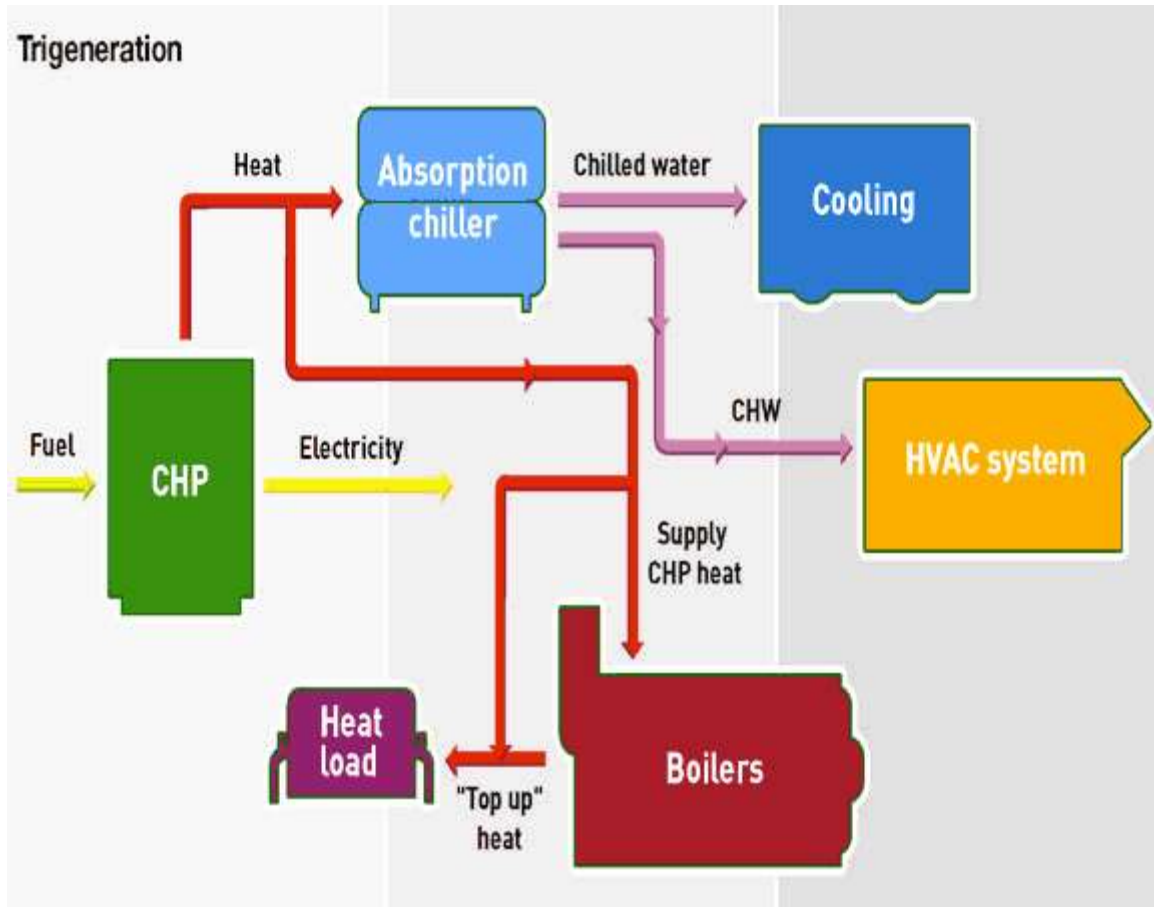 Trigeneration
Heat
Absorption
chiller
Chilled water
Cooling
Fuel
CHP
Electricity
CHW
HVAC system
Supply
CHP heat
Heat
load
"Top up"
heat
Boilers